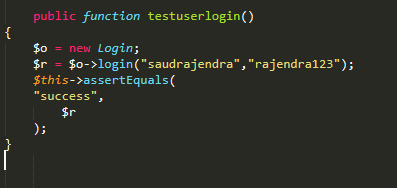 public function testuserlogin()
{
$o = new Login;
$r = $o->login("saudrajendra","rajendra123");
$this->assertEquals(
"success",
$r
);
}